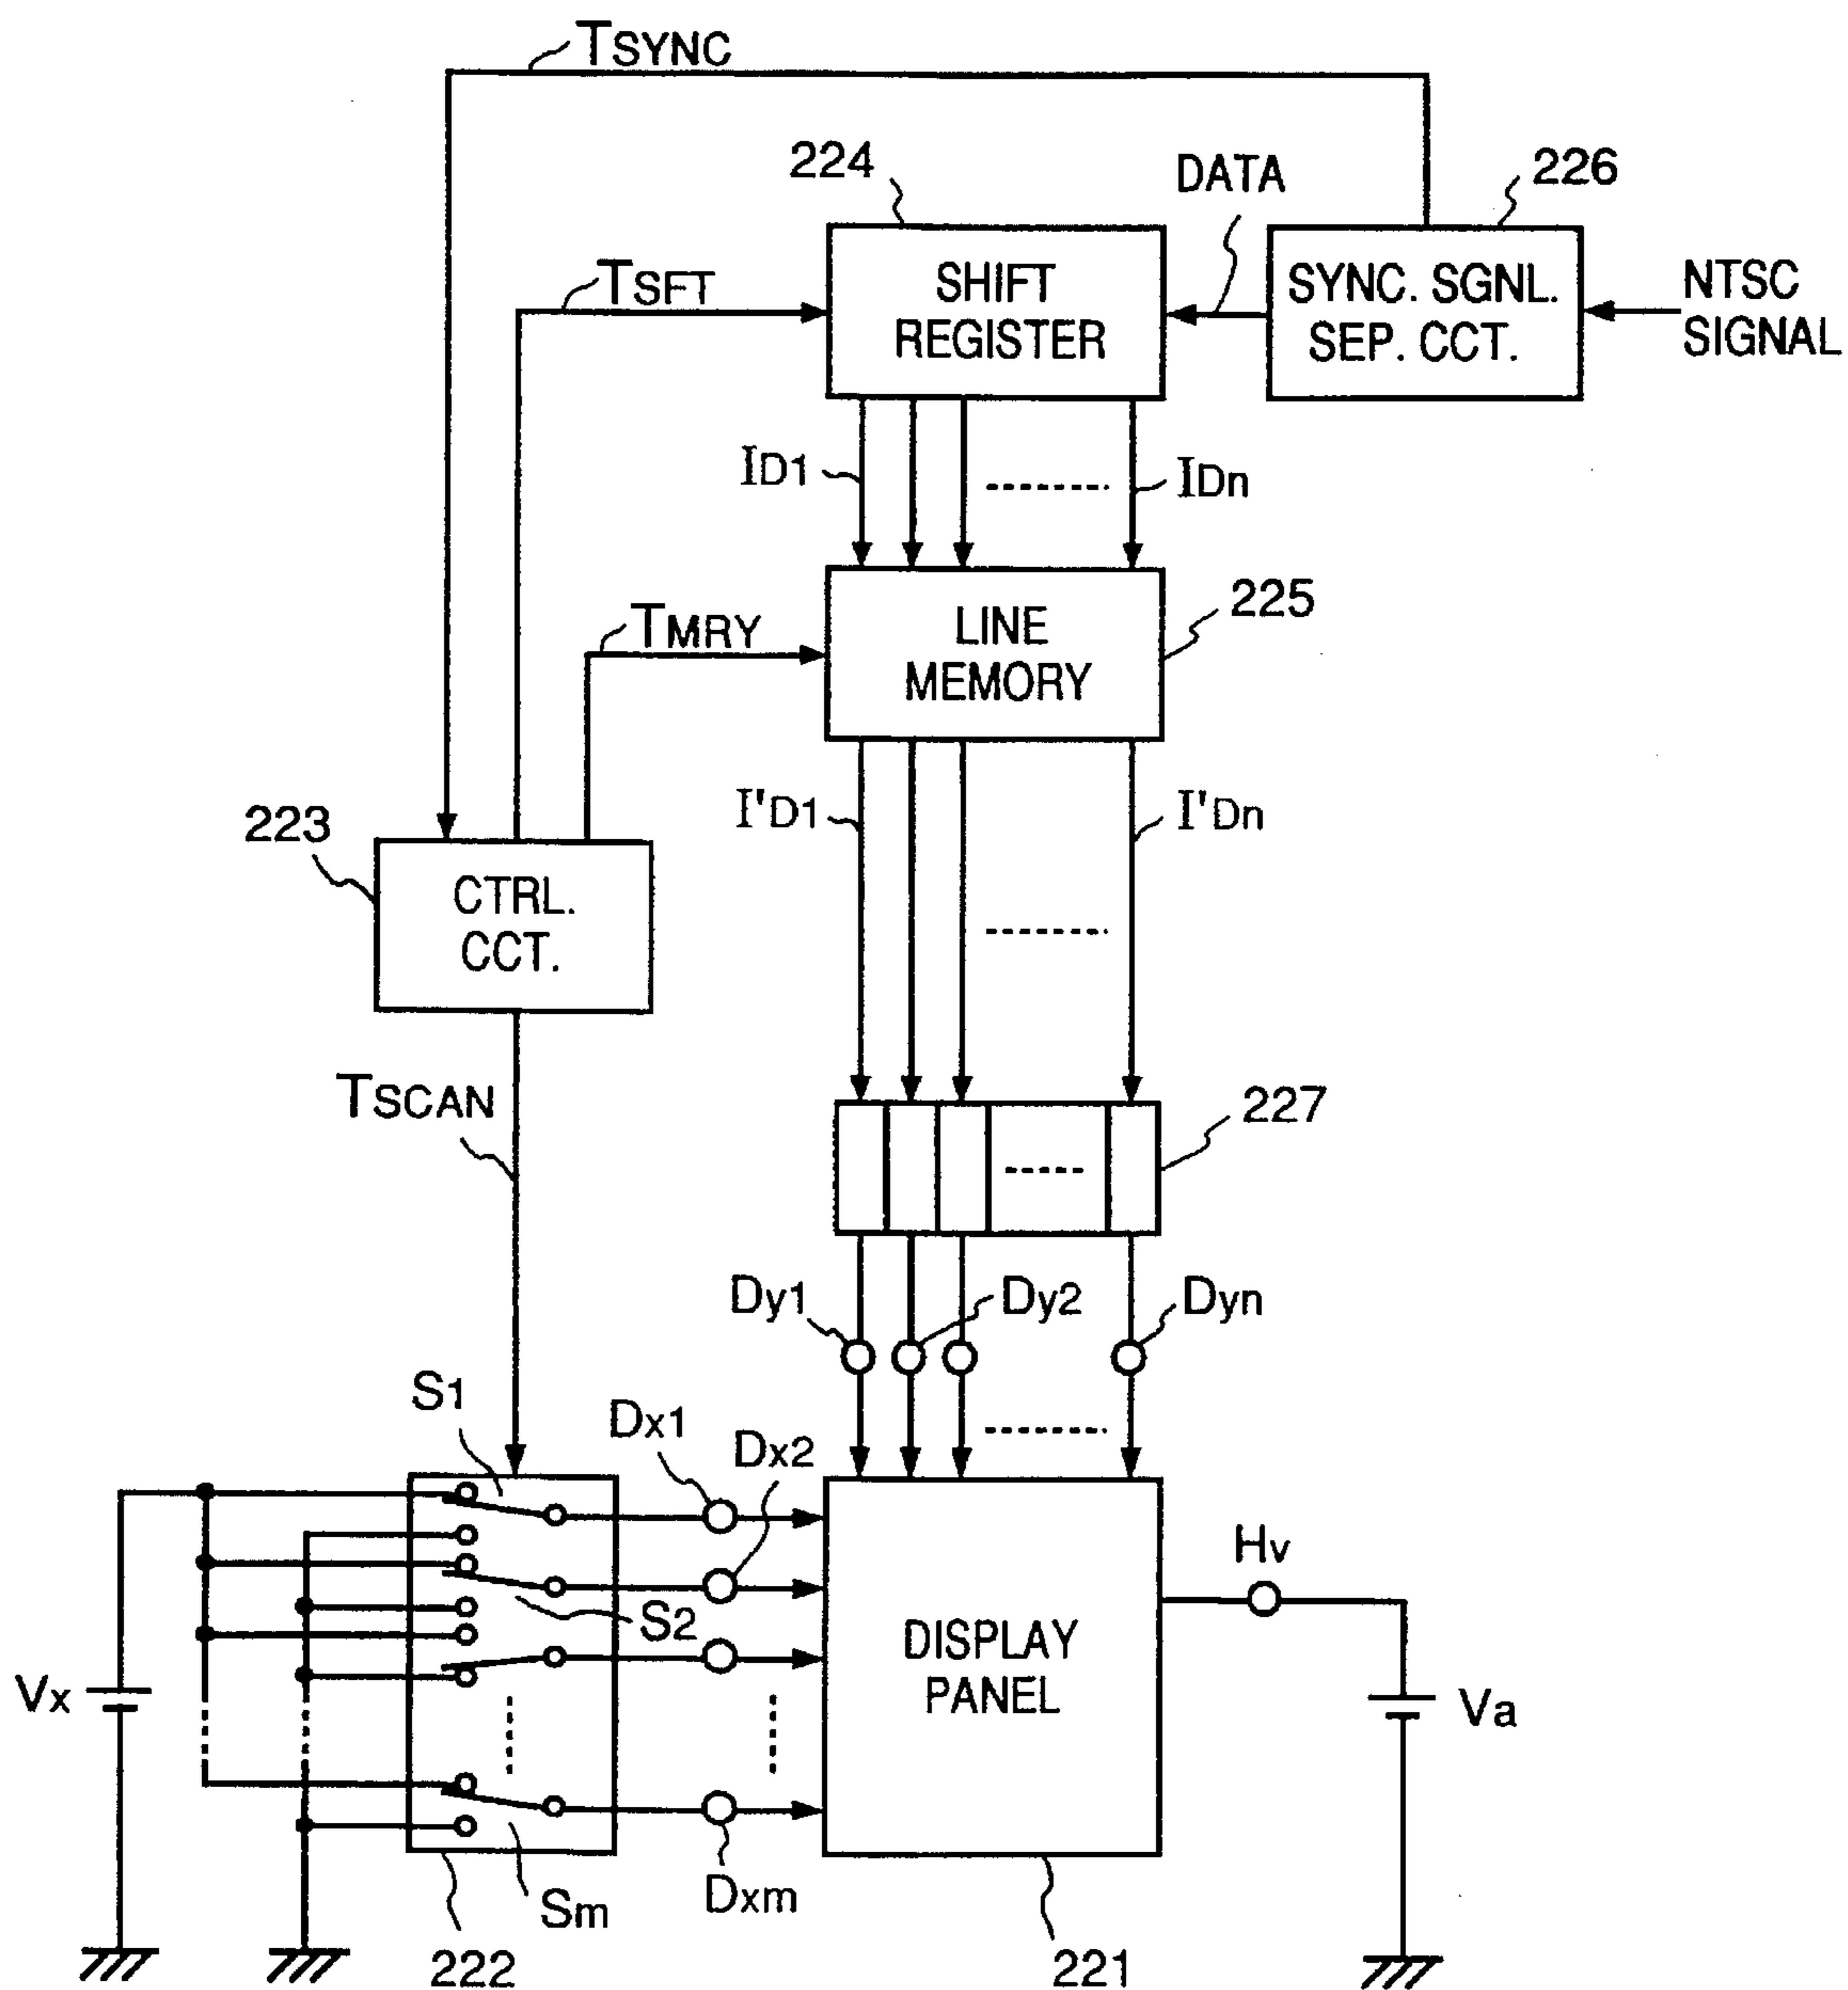 TSYNC
224
DATA
226
SHIFT
REGISTER
SYNC. SGNL.
SEP. CCT.
NTSC
SIGNAL
TSFT
ID1
IDn
TMRY
LINE
MEMORY
225
I'D1
I'Dn
223
CTRL.
CCT.
TSCAN
227
Dy1
Dy2
Dyn
S1
Dx1
Dx2
S2
HV
DISPLAY
PANEL
Vx
Va
Sm
Dxm
222
221